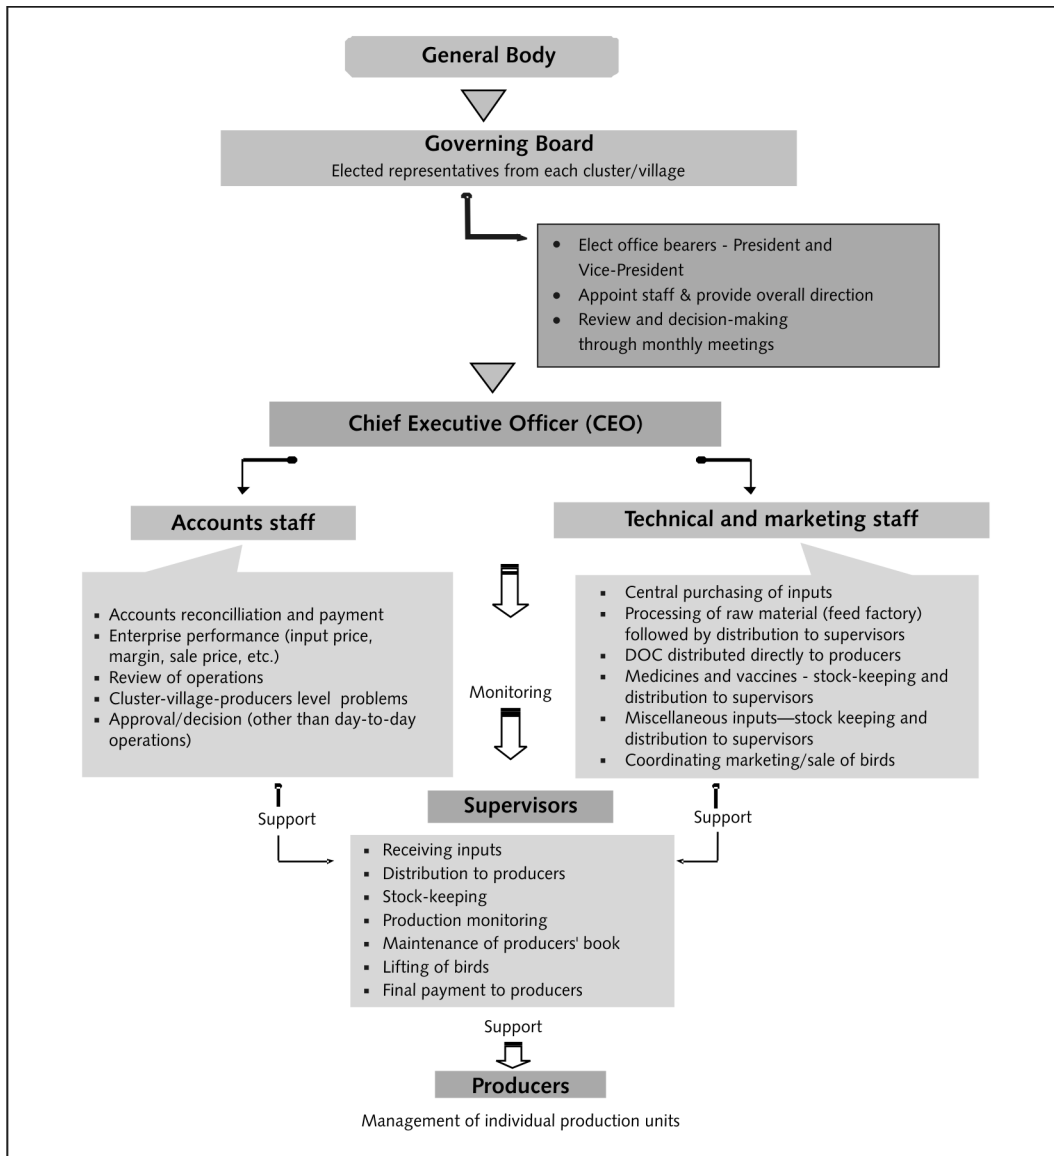 General Body
Governing Board
Elected representatives from each cluster/village
• Elect office bearers - President and
Vice-President
• Appoint staff & provide overall direction
• Review and decision-making
through monthly meetings
Chief Executive Officer (CEO)
Accounts staff
▪ Accounts reconcilliation and payment
▪ Enterprise performance (input price,
margin, sale price, etc.)
▪ Review of operations
▪ Cluster-village-producers level problems
▪ Approval/decision (other than day-to-day
operations)
Technical and marketing staff
▪ Central purchasing of inputs
▪ Processing of raw material (feed factory)
followed by distribution to supervisors
▪ DOC distributed directly to producers
▪ Medicines and vaccines - stock-keeping and
distribution to supervisors
▪ Miscellaneous inputs—stock keeping and
distribution to supervisors
▪ Coordinating marketing/sale of birds
Monitoring
Support
Support
Supervisors
▪ Receiving inputs
▪ Distribution to producers
▪ Stock-keeping
▪ Production monitoring
▪ Maintenance of producers' book
▪ Lifting of birds
▪ Final payment to producers
Support
Producers
Management of individual production units